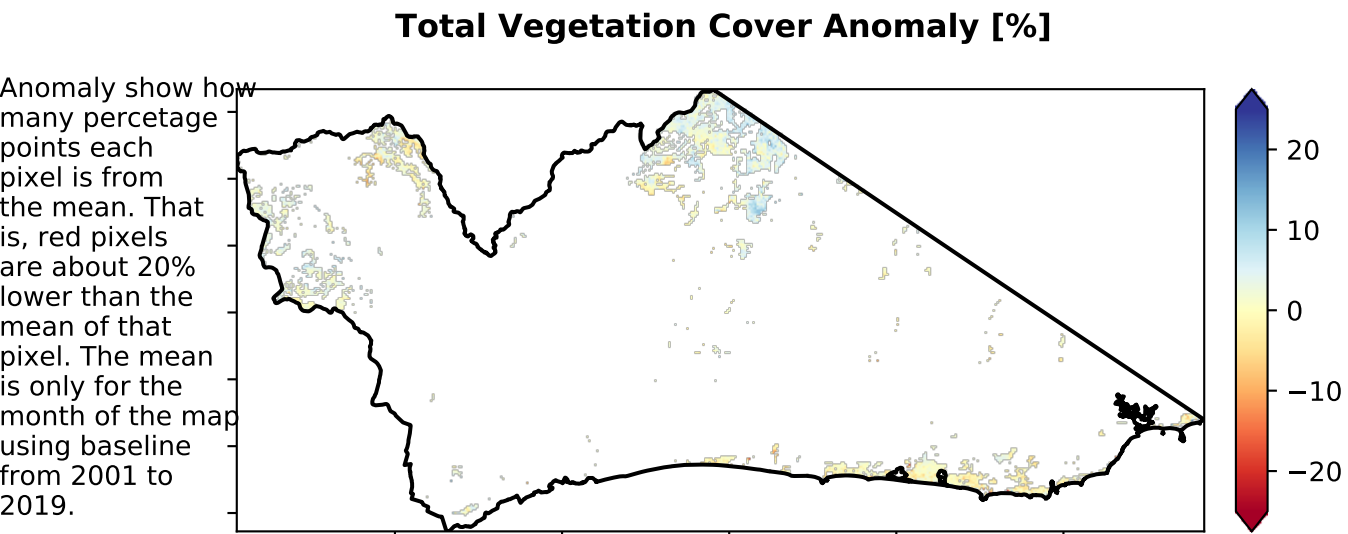 Total Vegetation Cover Anomaly [%]
Anomaly show how
many percetage
points each
pixel is from
the mean. That
is, red pixels
are about 20%
lower than the
mean of that
pixel. The mean
is only for the
month of the map
using baseline
from 2001 to
2019.
20
10
0
−10
−20